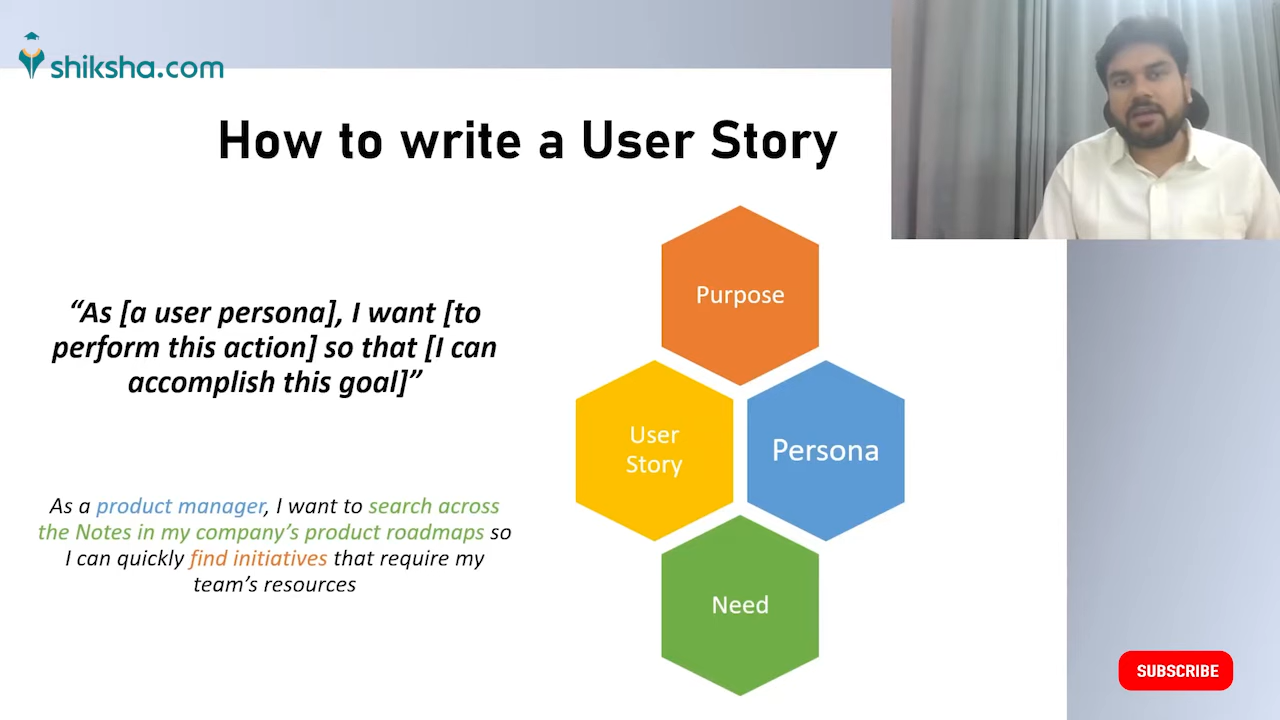 shiksha.com
How to write a User Story
“As [a user persona], I want [to
perform this action] so that [I can
accomplish this goal]”
As a product manager, I want to search across
the Notes in my company’s product roadmaps so
I can quickly find initiatives that require my
team’s resources
Purpose
User
Story
Persona
Need
SUBSCRIBE